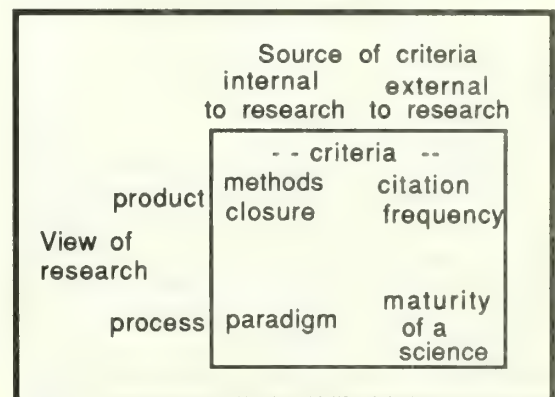 Source of criteria
internal external
to research to research
- - criteria --
product methods citation
closure frequency
View of
research
process paradigm maturity
of a
science